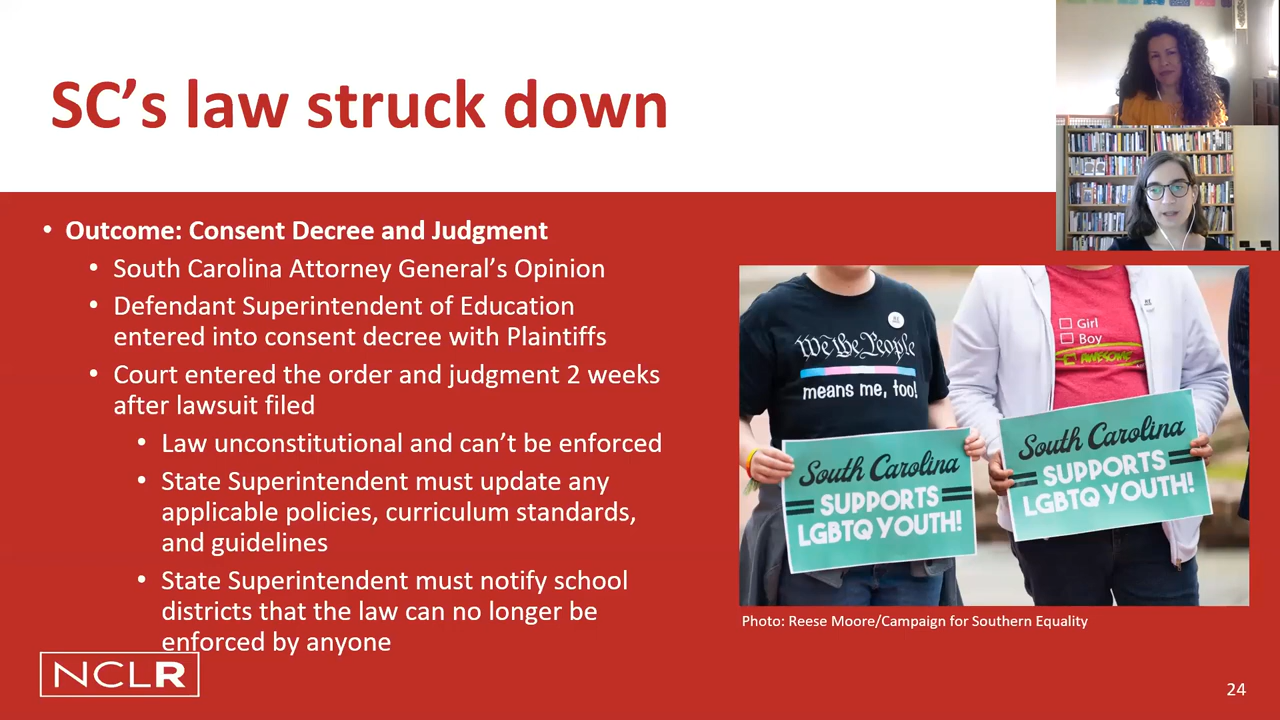 SC’s law struck down
• Outcome: Consent Decree and Judgment
• South Carolina Attorney General’s Opinion
• Defendant Superintendent of Education
entered into consent decree with Plaintiffs
• Court entered the order and judgment 2 weeks
after lawsuit filed
• Law unconstitutional and can’t be enforced
• State Superintendent must update any
applicable policies, curriculum standards,
and guidelines
• State Superintendent must notify school
districts that the law can no longer be
enforced by anyone
We the People
means me, too!
Girl
Boy
AWESOME
South Carolina
SUPPORTS
LGBTQ YOUTH!
South Carolina
SUPPORTS
LGBTQ YOUTH!
Photo: Reese Moore/Campaign for Southern Equality
NCLR
24